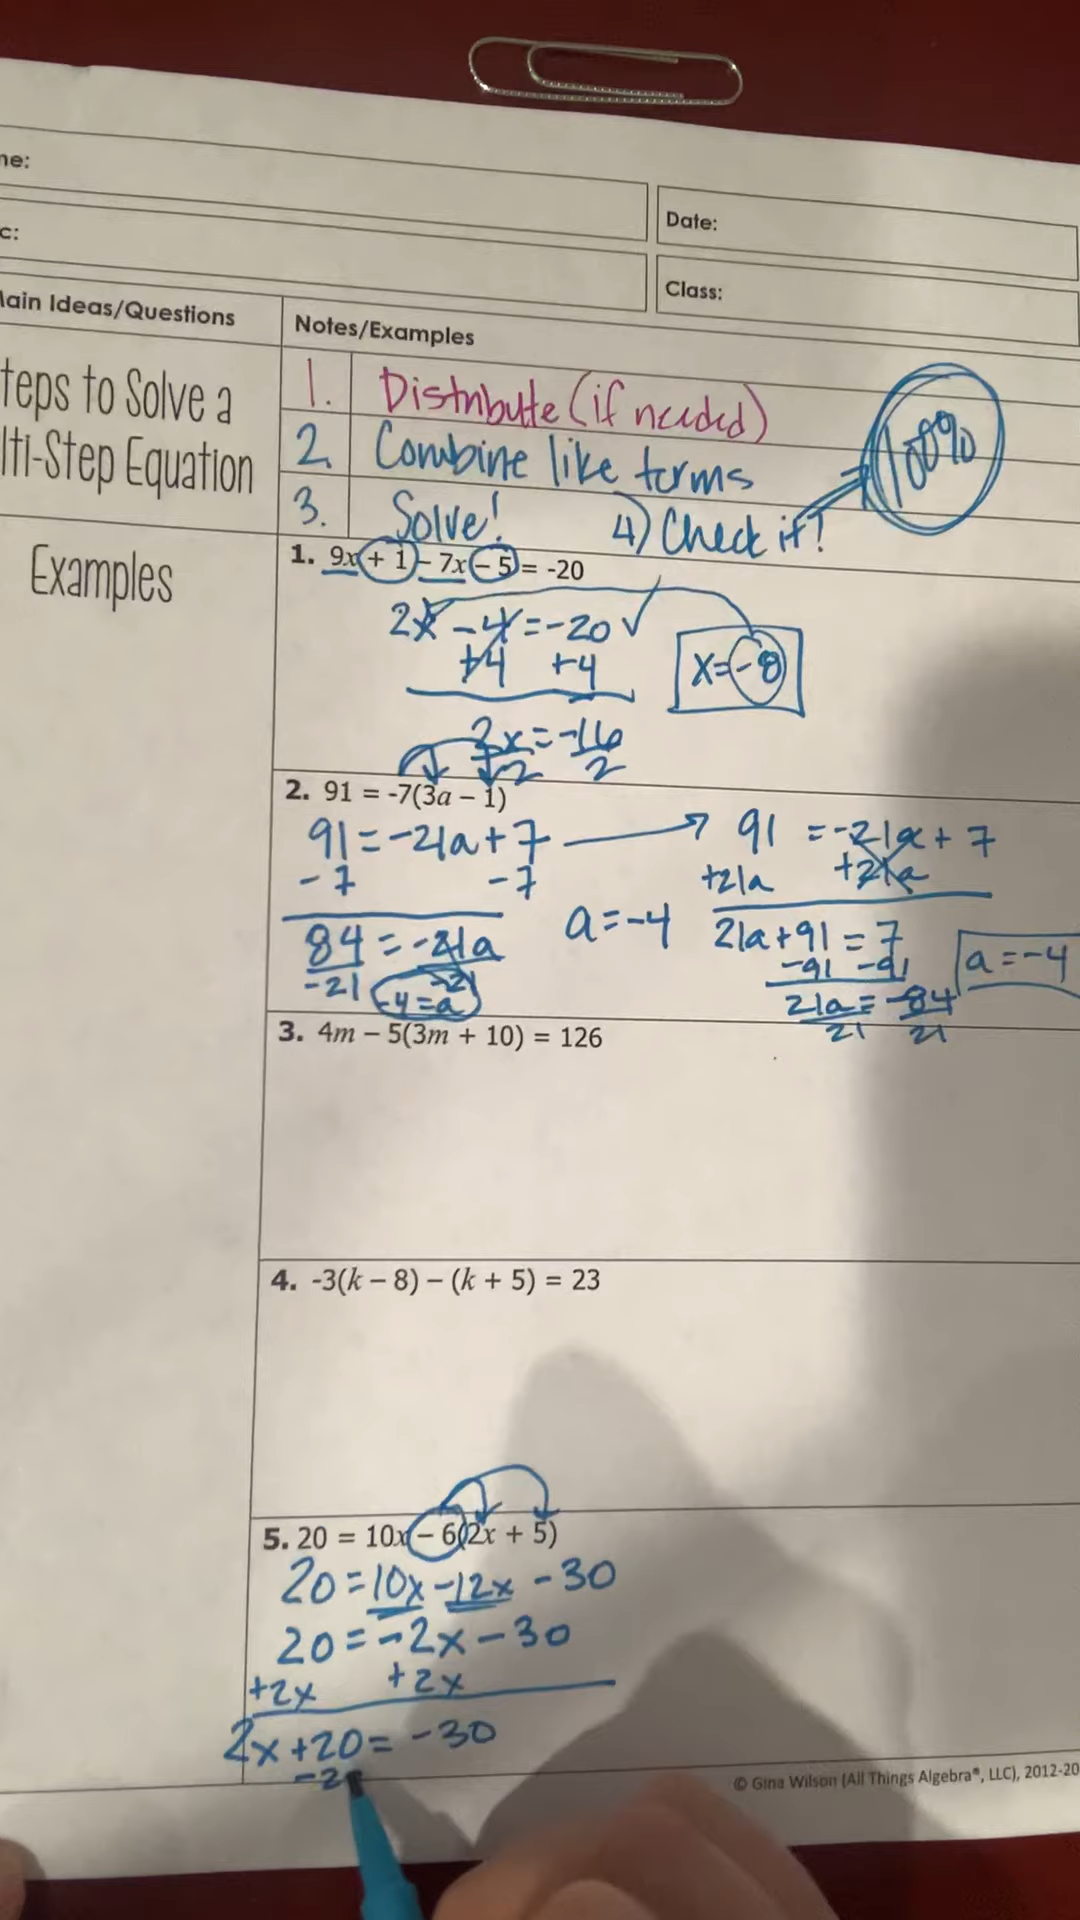 ne:
Date:
c:
Class:
Main Ideas/Questions
Notes/Examples
teps to Solve a
lti-Step Equation
1. Distribute (if needed)
2. Combine like terms
3. Solve! 4) Check it!
100%
Examples
1. 9x + 1 - 7x - 5 = -20
2x - 4 = -20 ✓
+4 +4
x = -8
2x = -16
2 2
2. 91 = -7(3a - 1)
91 = -21a + 7
-7 -7
84 = -21a
-21 -21
-4 = a
a = -4
91 = -21a + 7
+21a +21a
21a + 91 = 7
-91 -91
21a = -84
21 21
a = -4
3. 4m - 5(3m + 10) = 126
4. -3(k - 8) - (k + 5) = 23
5. 20 = 10x - 6(2x + 5)
20 = 10x - 12x - 30
20 = -2x - 30
+2x +2x
2x + 20 = -30
-2
© Gina Wilson (All Things Algebra®, LLC), 2012-20